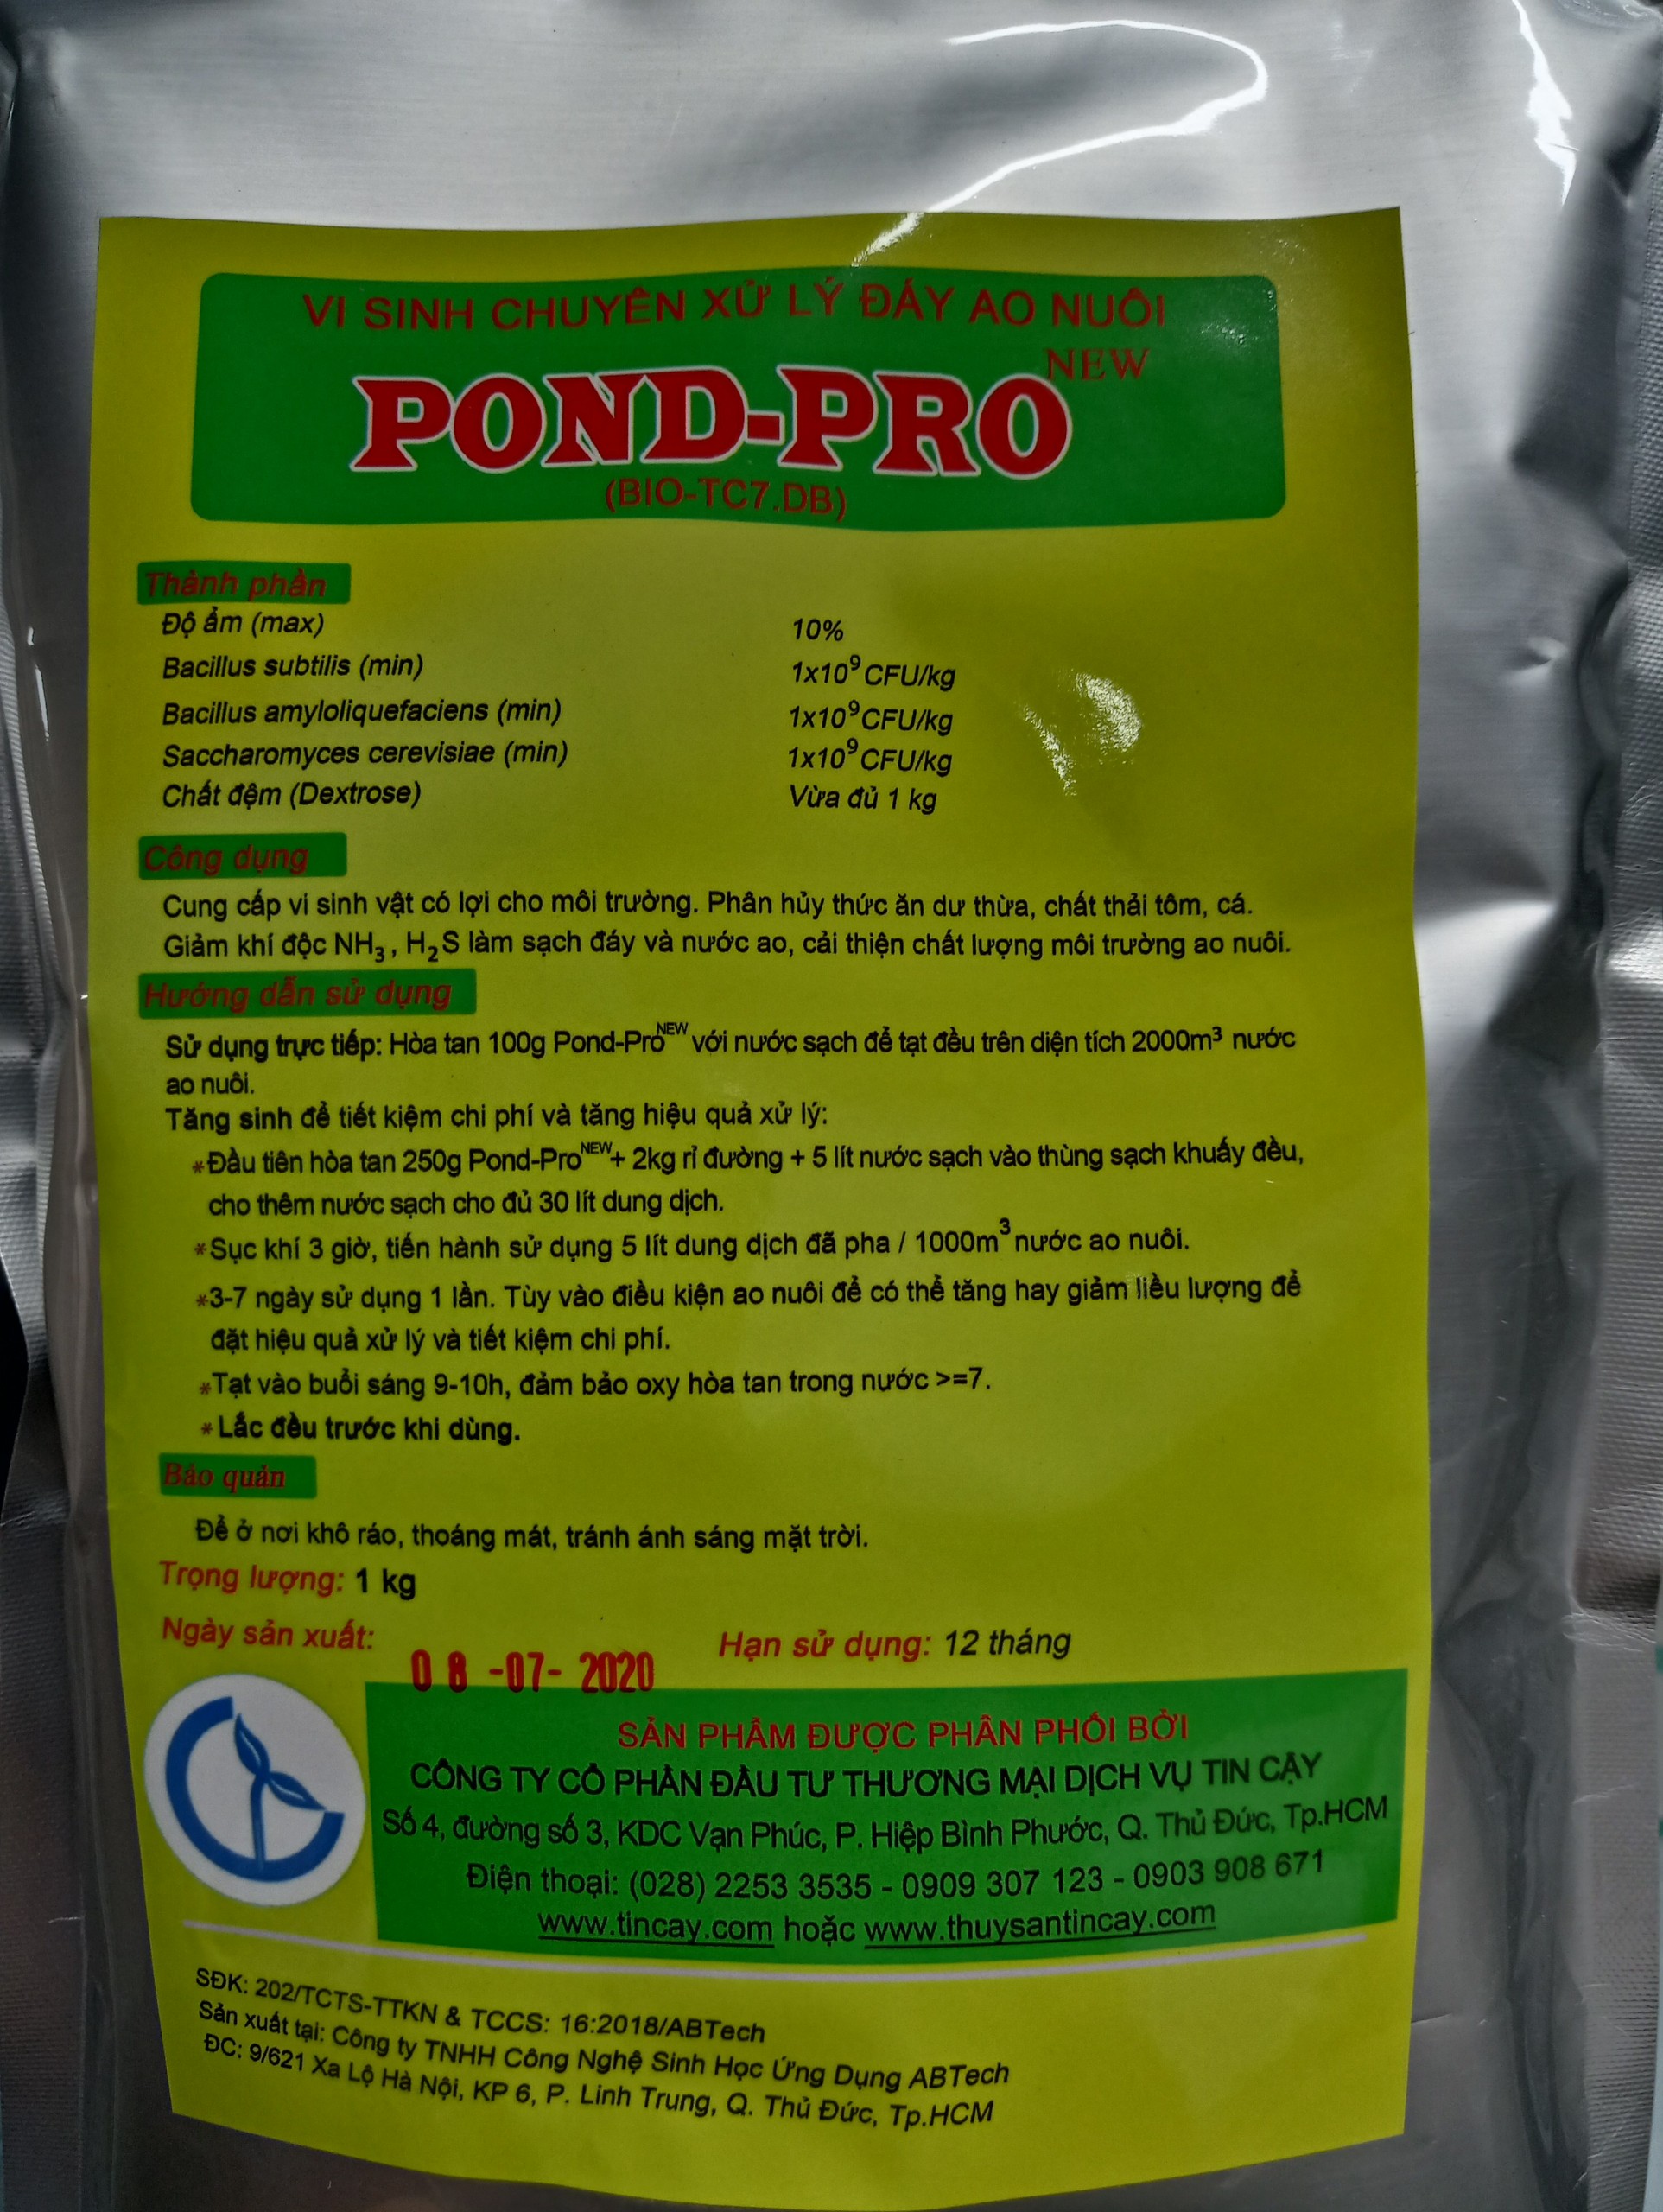 VI SINH CHUYÊN XỬ LÝ ĐÁY AO NUÔI
POND-PRO NEW
(BIO-TC7.DB)
Thành phần
Độ ẩm (max) 10%
Bacillus subtilis (min) 1x10⁹ CFU/kg
Bacillus amyloliquefaciens (min) 1x10⁹ CFU/kg
Saccharomyces cerevisiae (min) 1x10⁹ CFU/kg
Chất đệm (Dextrose) Vừa đủ 1 kg
Công dụng
Cung cấp vi sinh vật có lợi cho môi trường. Phân hủy thức ăn dư thừa, chất thải tôm, cá.
Giảm khí độc NH₃, H₂S làm sạch đáy và nước ao, cải thiện chất lượng môi trường ao nuôi.
Hướng dẫn sử dụng
Sử dụng trực tiếp: Hòa tan 100g Pond-Pro NEW với nước sạch để tạt đều trên diện tích 2000m³ nước
ao nuôi.
Tăng sinh để tiết kiệm chi phí và tăng hiệu quả xử lý:
*Đầu tiên hòa tan 250g Pond-Pro NEW + 2kg rỉ đường + 5 lít nước sạch vào thùng sạch khuấy đều,
cho thêm nước sạch cho đủ 30 lít dung dịch.
*Sục khí 3 giờ, tiến hành sử dụng 5 lít dung dịch đã pha / 1000m³ nước ao nuôi.
*3-7 ngày sử dụng 1 lần. Tùy vào điều kiện ao nuôi để có thể tăng hay giảm liều lượng để
đặt hiệu quả xử lý và tiết kiệm chi phí.
*Tạt vào buổi sáng 9-10h, đảm bảo oxy hòa tan trong nước >=7.
*Lắc đều trước khi dùng.
Bảo quản
Để ở nơi khô ráo, thoáng mát, tránh ánh sáng mặt trời.
Trọng lượng: 1 kg
Ngày sản xuất: 08-07-2020 Hạn sử dụng: 12 tháng
SẢN PHẨM ĐƯỢC PHÂN PHỐI BỞI
CÔNG TY CỔ PHẦN ĐẦU TƯ THƯƠNG MẠI DỊCH VỤ TIN CẬY
Số 4, đường số 3, KDC Vạn Phúc, P. Hiệp Bình Phước, Q. Thủ Đức, Tp.HCM
Điện thoại: (028) 2253 3535 - 0909 307 123 - 0903 908 671
www.tincay.com hoặc www.thuysantincay.com
SĐK: 202/TCTS-TTKN & TCCS: 16:2018/ABTech
Sản xuất tại: Công ty TNHH Công Nghệ Sinh Học Ứng Dụng ABTech
ĐC: 9/621 Xa Lộ Hà Nội, KP 6, P. Linh Trung, Q. Thủ Đức, Tp.HCM